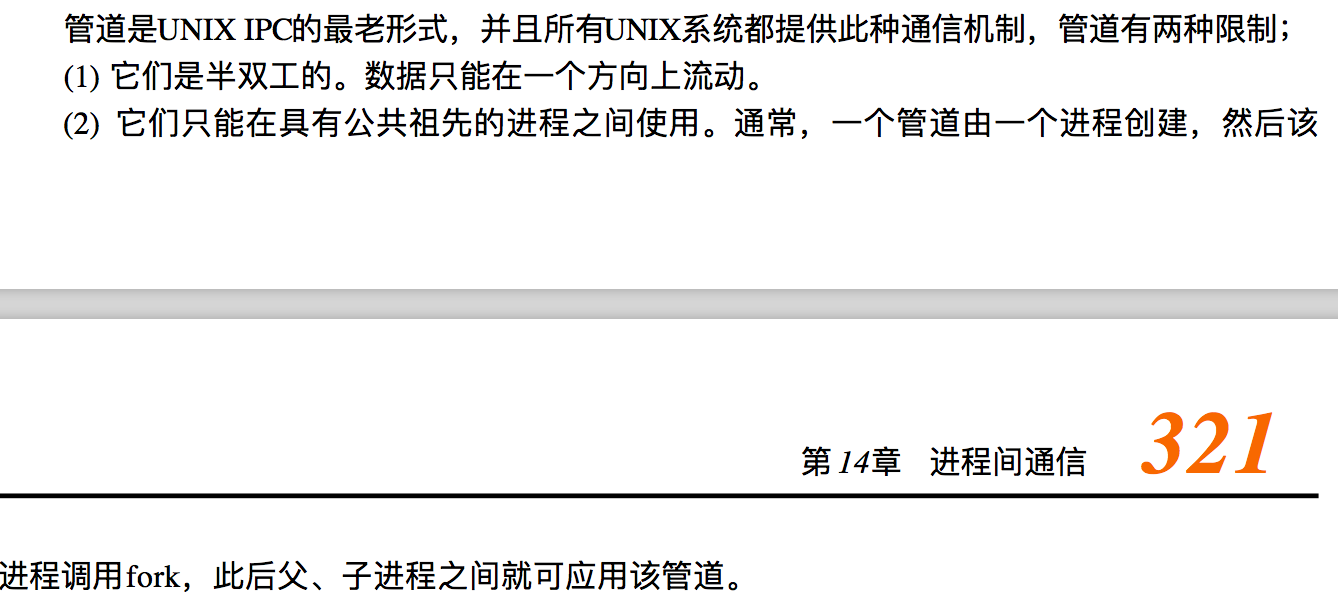 管道是UNIX IPC的最老形式，并且所有UNIX系统都提供此种通信机制，管道有两种限制；
(1) 它们是半双工的。数据只能在一个方向上流动。
(2) 它们只能在具有公共祖先的进程之间使用。通常，一个管道由一个进程创建，然后该
第14章 进程间通信 321
进程调用fork，此后父、子进程之间就可应用该管道。